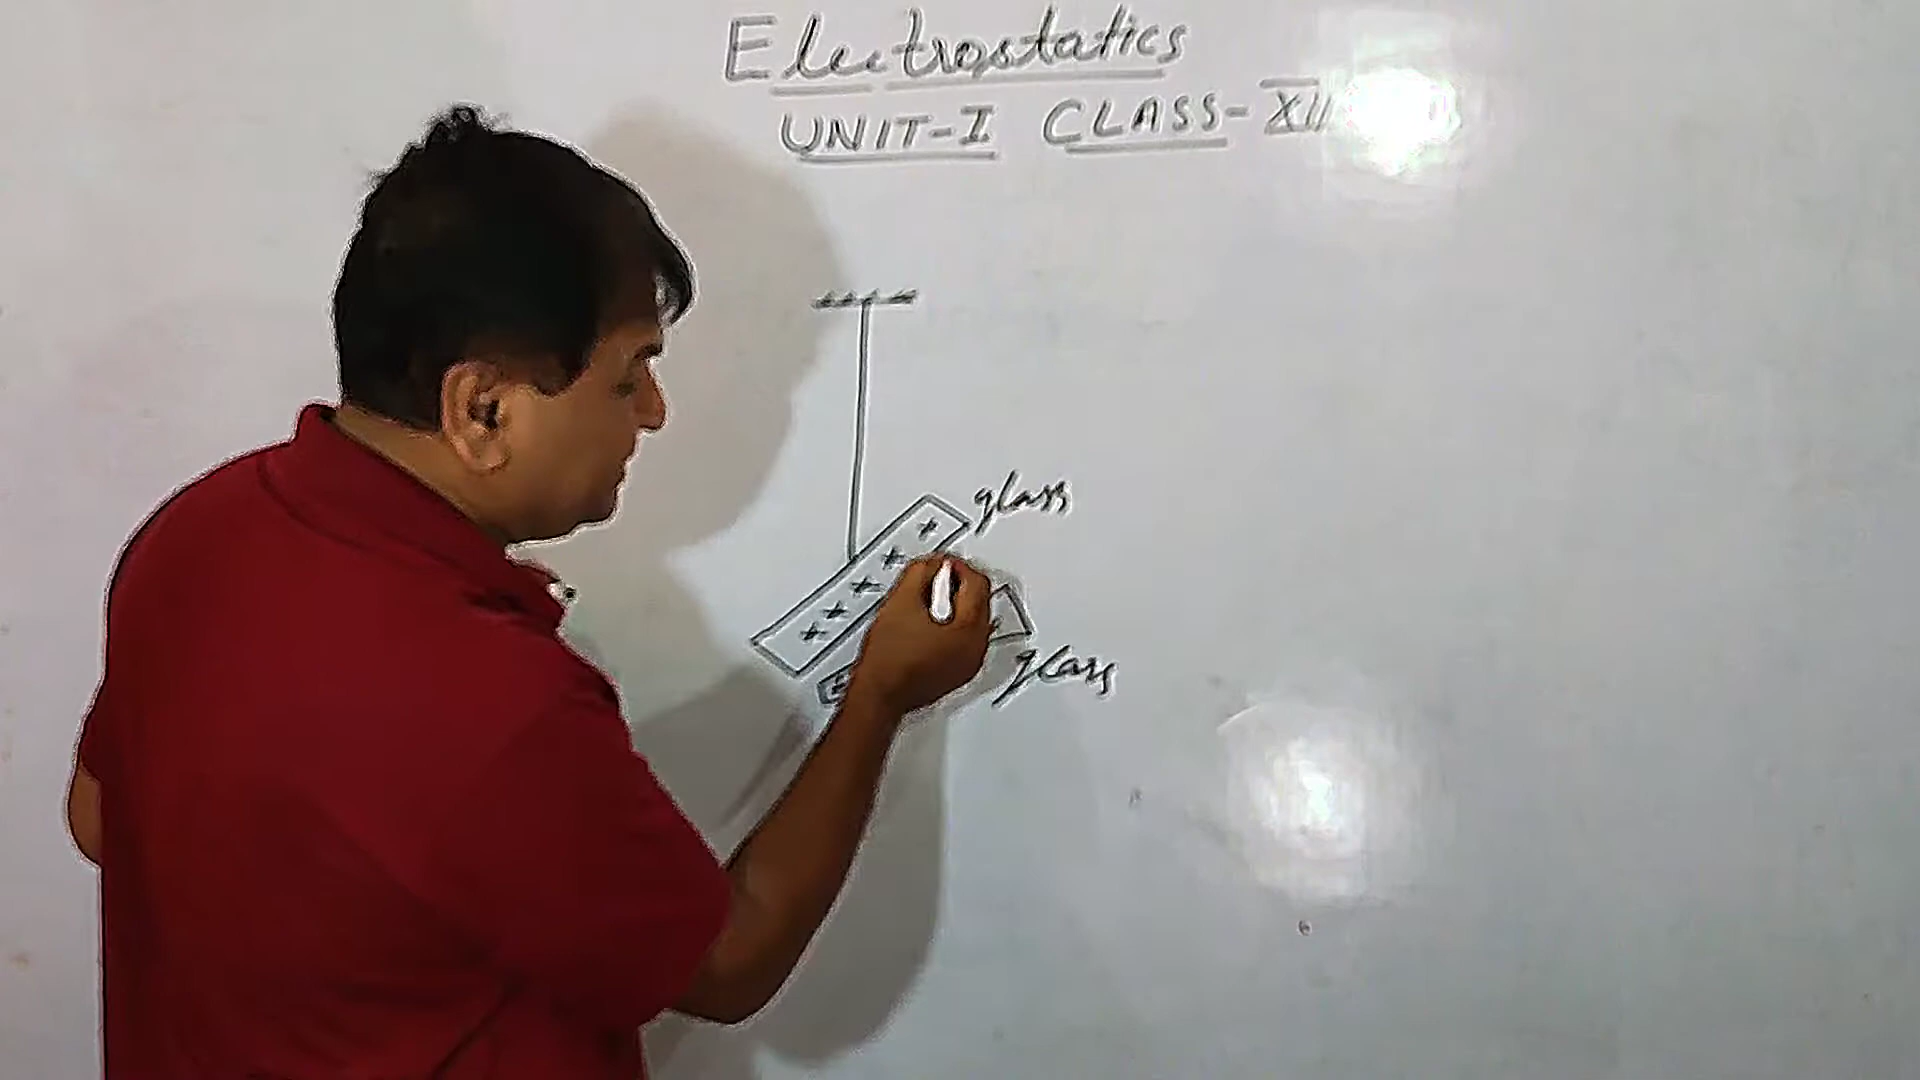 Electrostatics
UNIT-I CLASS-XII
glass
+ + + + +
glass